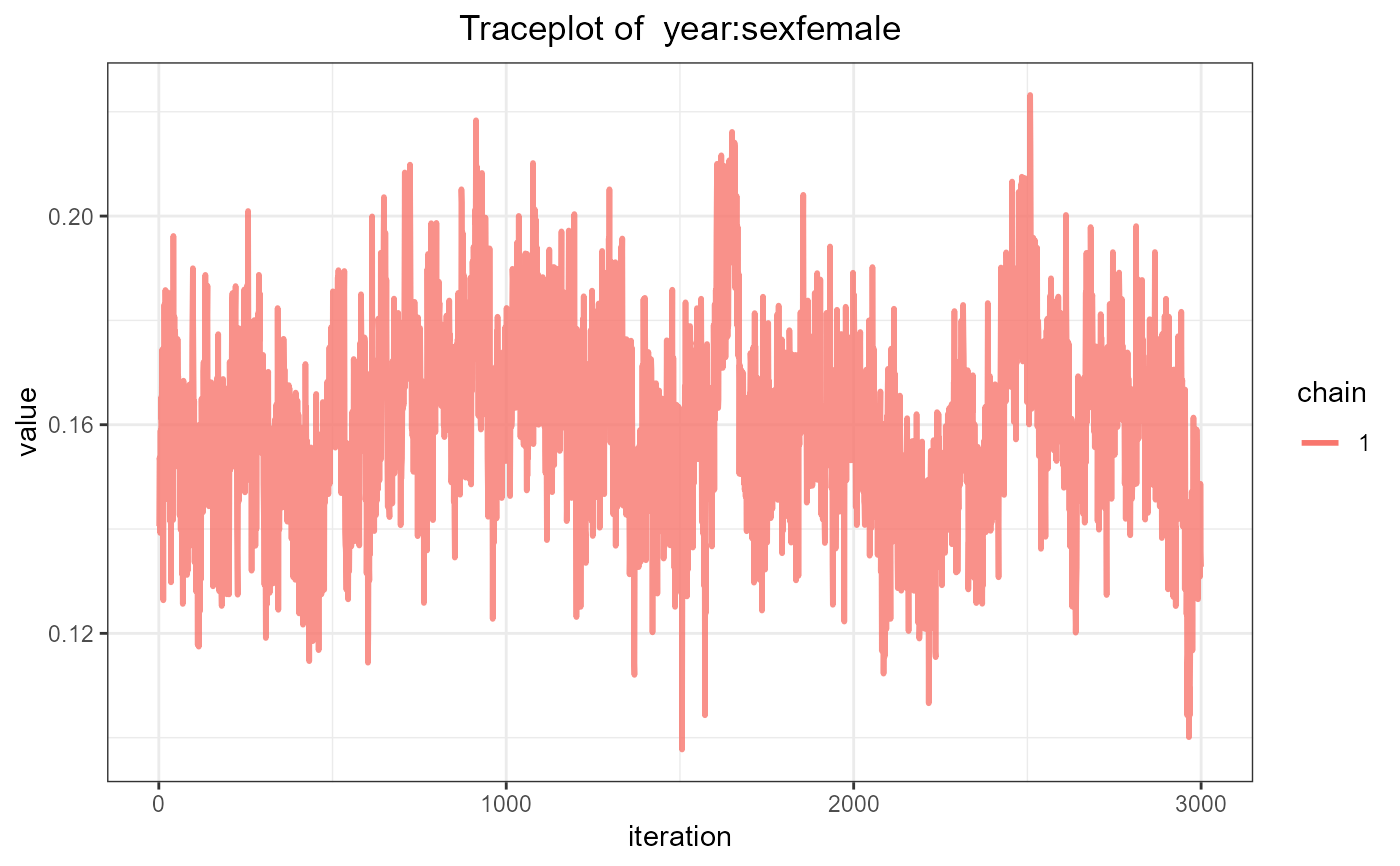 Traceplot of  year:sexfemale
0.20
0.16
0.12
value
0
1000
2000
3000
iteration
chain
1